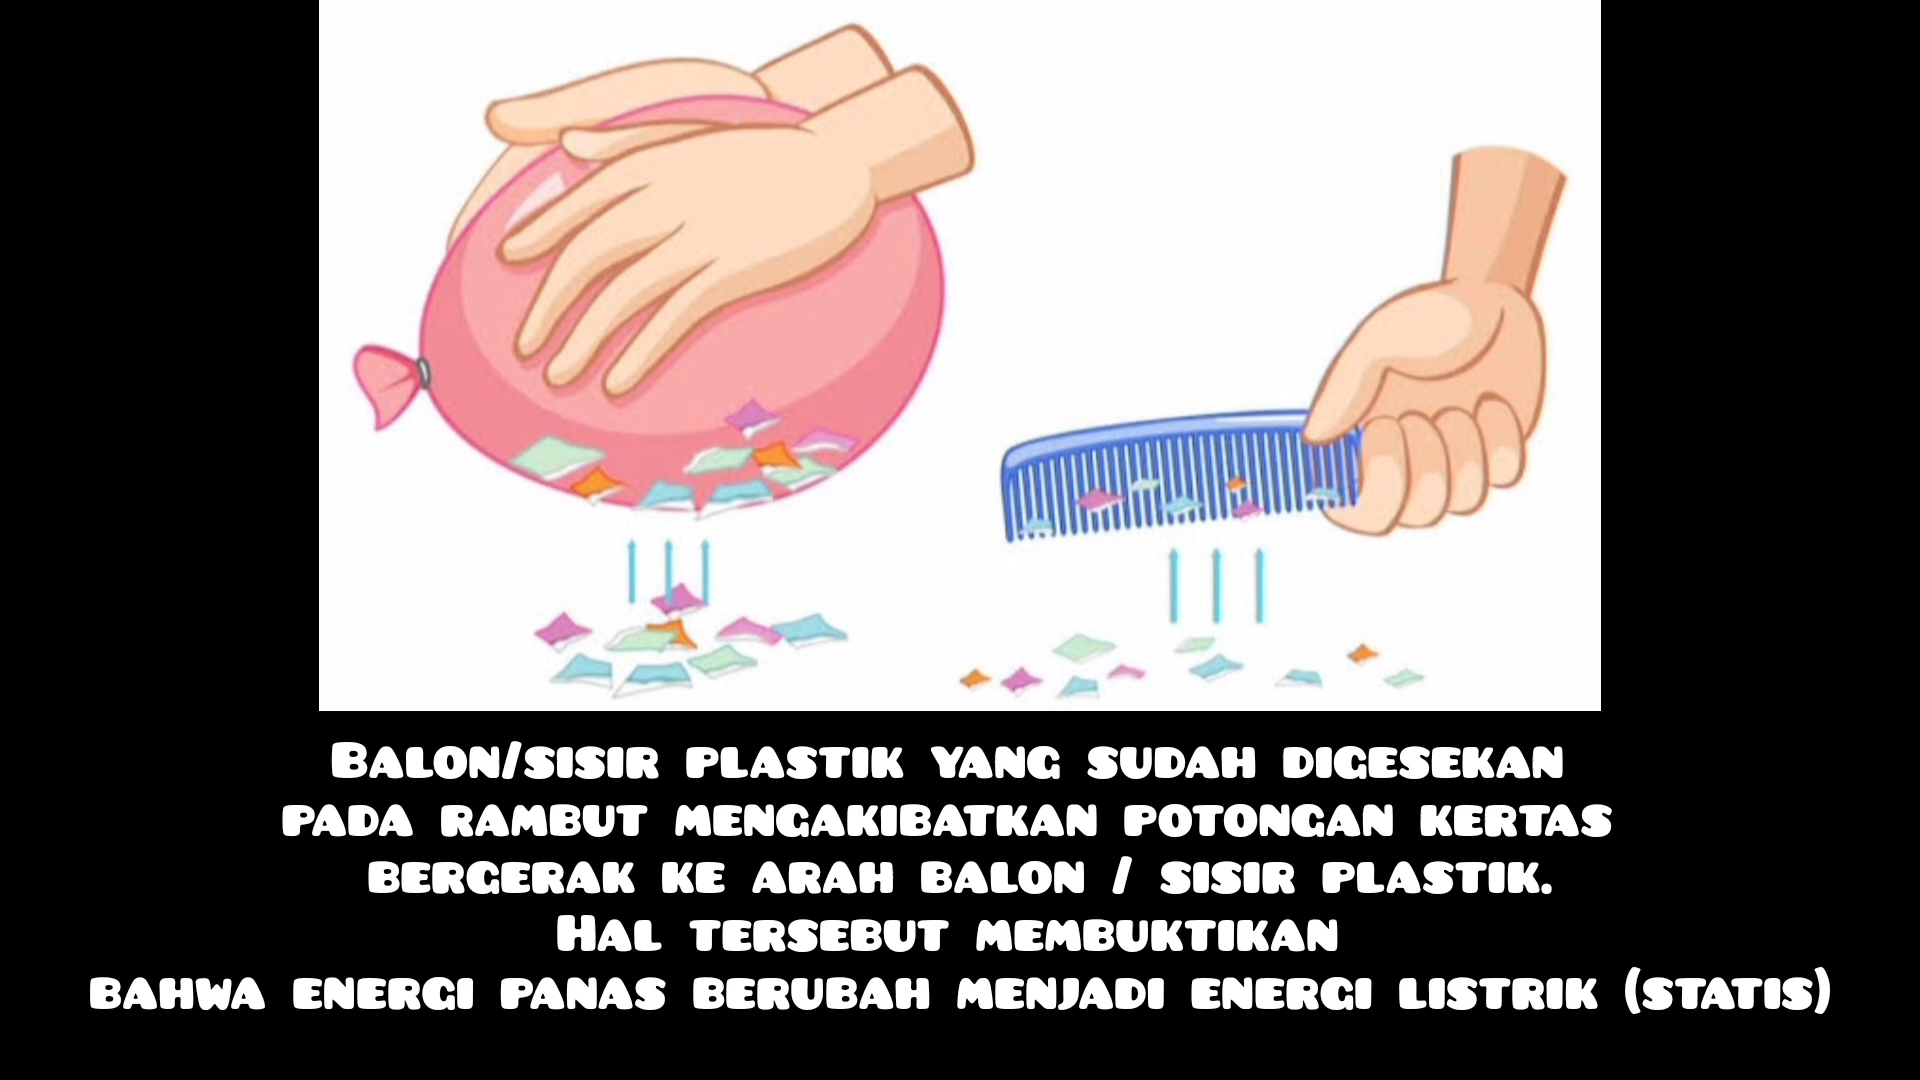 Balon/sisir plastik yang sudah digesekan
pada rambut mengakibatkan potongan kertas
bergerak ke arah balon / sisir plastik.
Hal tersebut membuktikan
bahwa energi panas berubah menjadi energi listrik (statis)